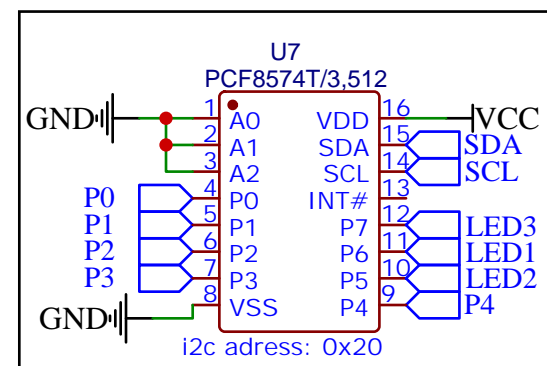 U7
PCF8574T/3,512
GND 1 A0 VDD 16 VCC
2 A1 SDA 15 SDA
3 A2 SCL 14 SCL
P0 4 P0 INT# 13
P1 5 P1 P7 12 LED3
P2 6 P2 P6 11 LED1
P3 7 P3 P5 10 LED2
GND 8 VSS P4 9 P4
i2c adress: 0x20